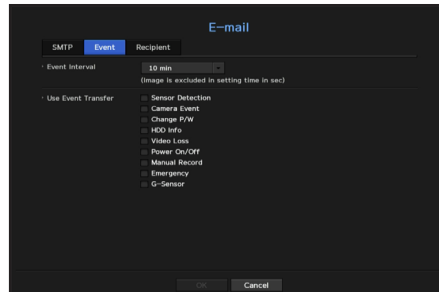 E-mail
SMTP Event Recipient
Event Interval 10 min
(Image is excluded in setting time in sec)
Use Event Transfer Sensor Detection
Camera Event
Change P/W
HDD Info
Video Loss
Power On/Off
Manual Record
Emergency
G-Sensor
OK Cancel